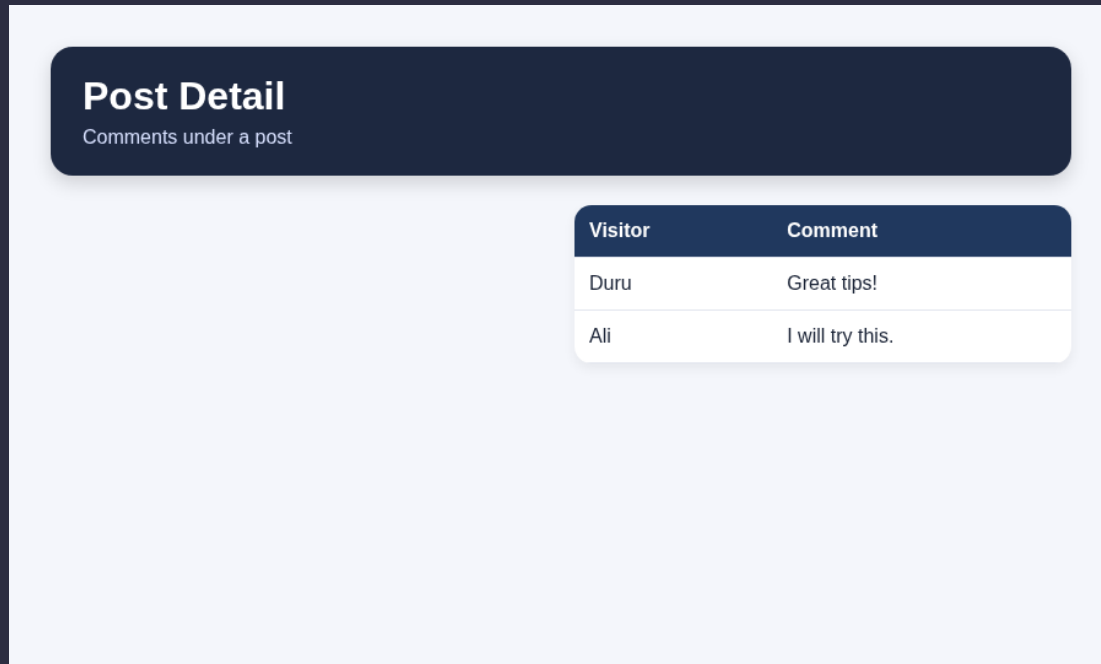 Post Detail
Comments under a post
Visitor Comment
Duru Great tips!
Ali I will try this.